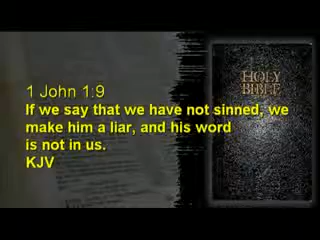 1 John 1:9
If we say that we have not sinned, we
make him a liar, and his word
is not in us.
KJV
HOLY
BIBLE